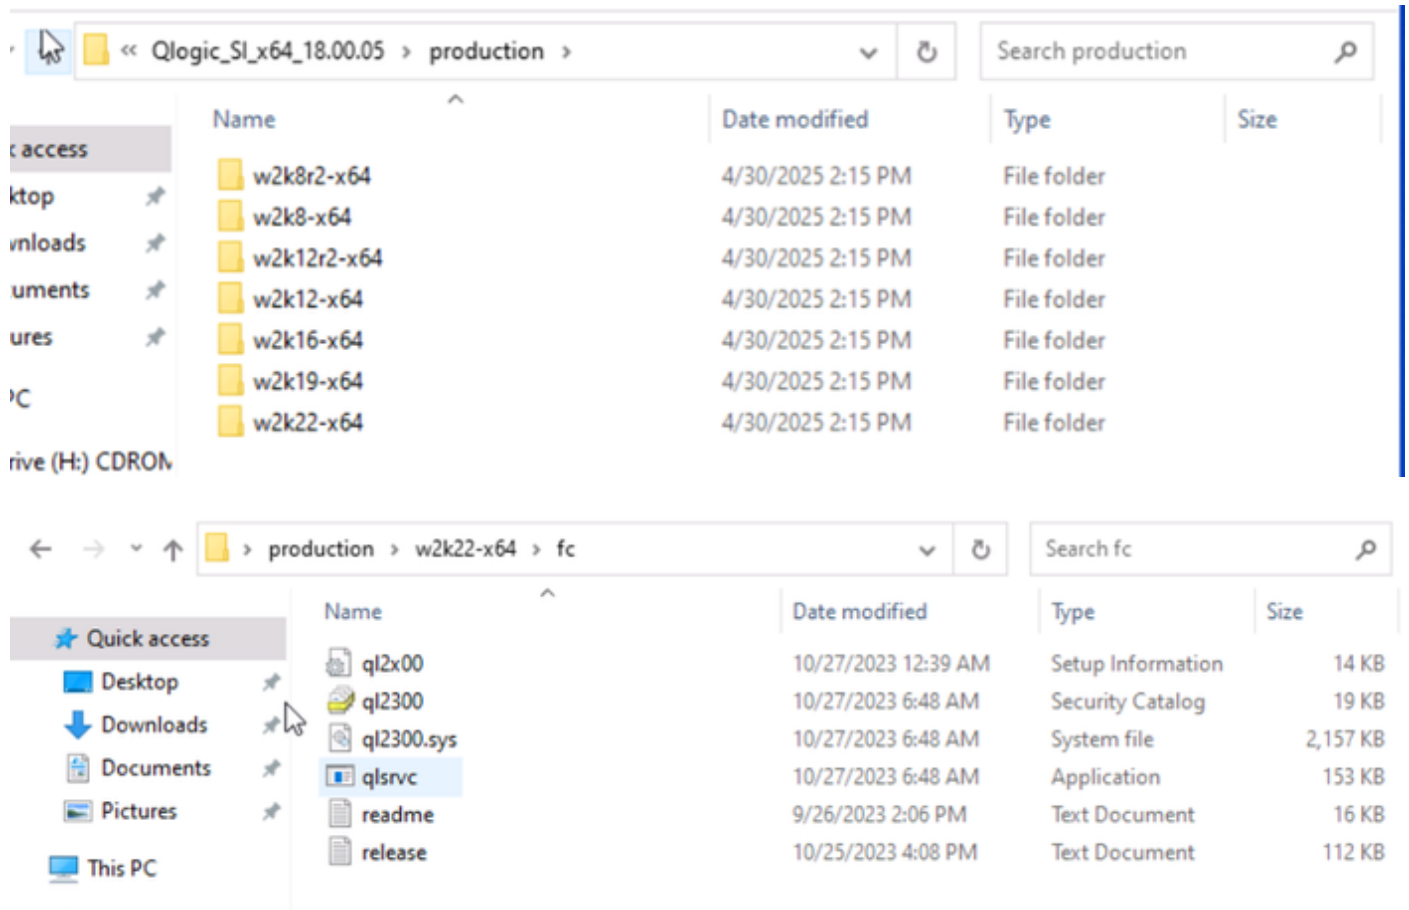 « Qlogic_SI_x64_18.00.05 › production ›
Search production
Name Date modified Type Size
access
w2k8r2-x64 4/30/2025 2:15 PM File folder
ktop
w2k8-x64 4/30/2025 2:15 PM File folder
wnloads
w2k12r2-x64 4/30/2025 2:15 PM File folder
uments
w2k12-x64 4/30/2025 2:15 PM File folder
ures
w2k16-x64 4/30/2025 2:15 PM File folder
w2k19-x64 4/30/2025 2:15 PM File folder
PC
w2k22-x64 4/30/2025 2:15 PM File folder
rive (H:) CDROM
› production › w2k22-x64 › fc
Search fc
Name Date modified Type Size
Quick access
ql2x00 10/27/2023 12:39 AM Setup Information 14 KB
Desktop
ql2300 10/27/2023 6:48 AM Security Catalog 19 KB
Downloads
ql2300.sys 10/27/2023 6:48 AM System file 2,157 KB
Documents
qlsrvc 10/27/2023 6:48 AM Application 153 KB
Pictures
readme 9/26/2023 2:06 PM Text Document 16 KB
release 10/25/2023 4:08 PM Text Document 112 KB
This PC